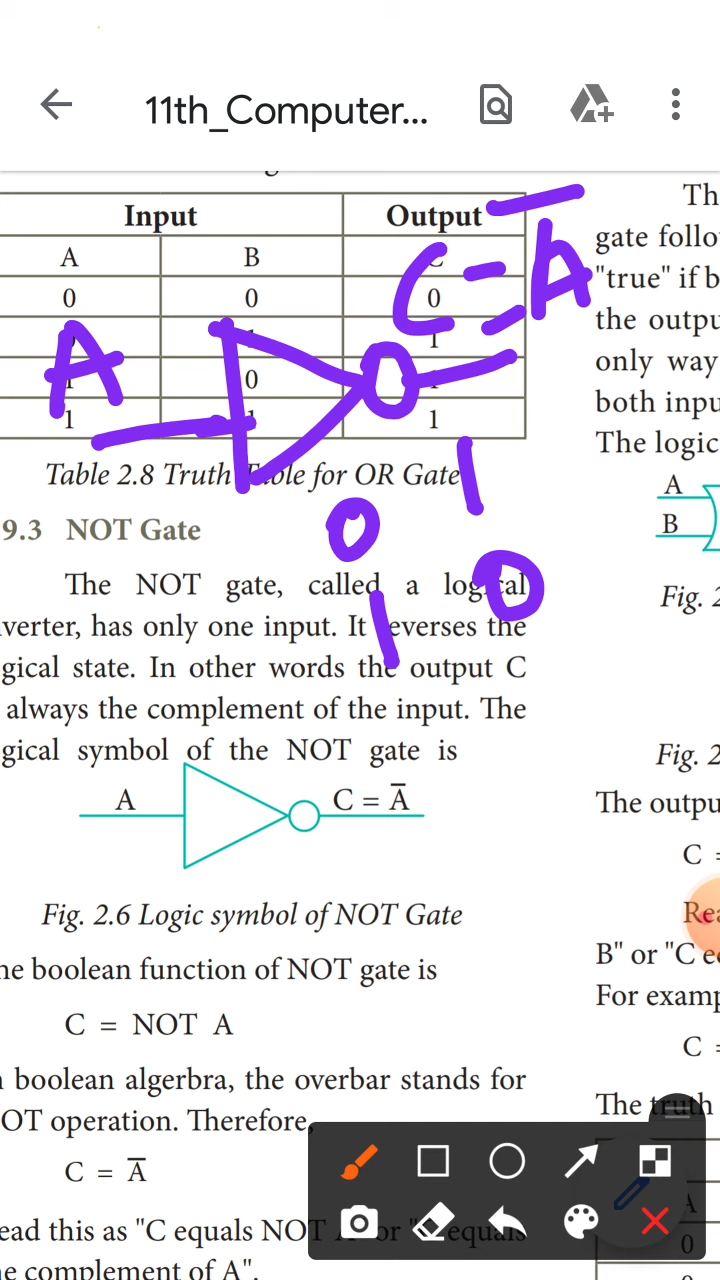 11th_Computer...
Input Output
A B C
0 0 0
1
0 1
1 1
Table 2.8 Truth Table for OR Gate
9.3 NOT Gate
The NOT gate, called a logical
verter, has only one input. It reverses the
gical state. In other words the output C
always the complement of the input. The
gical symbol of the NOT gate is
A C = A̅
Fig. 2.6 Logic symbol of NOT Gate
he boolean function of NOT gate is
C = NOT A
boolean algerbra, the overbar stands for
OT operation. Therefore,
C = A̅
ead this as "C equals NOT A" or " equals
e complement of A".
A
C = A̅
0 1
1 0
Th
gate follo
"true" if b
the outpu
only way
both inpu
The logic
A
B
Fig. 2
Fig. 2
The outpu
C =
Rea
B" or "C e
For examp
C =
The truth
A
0